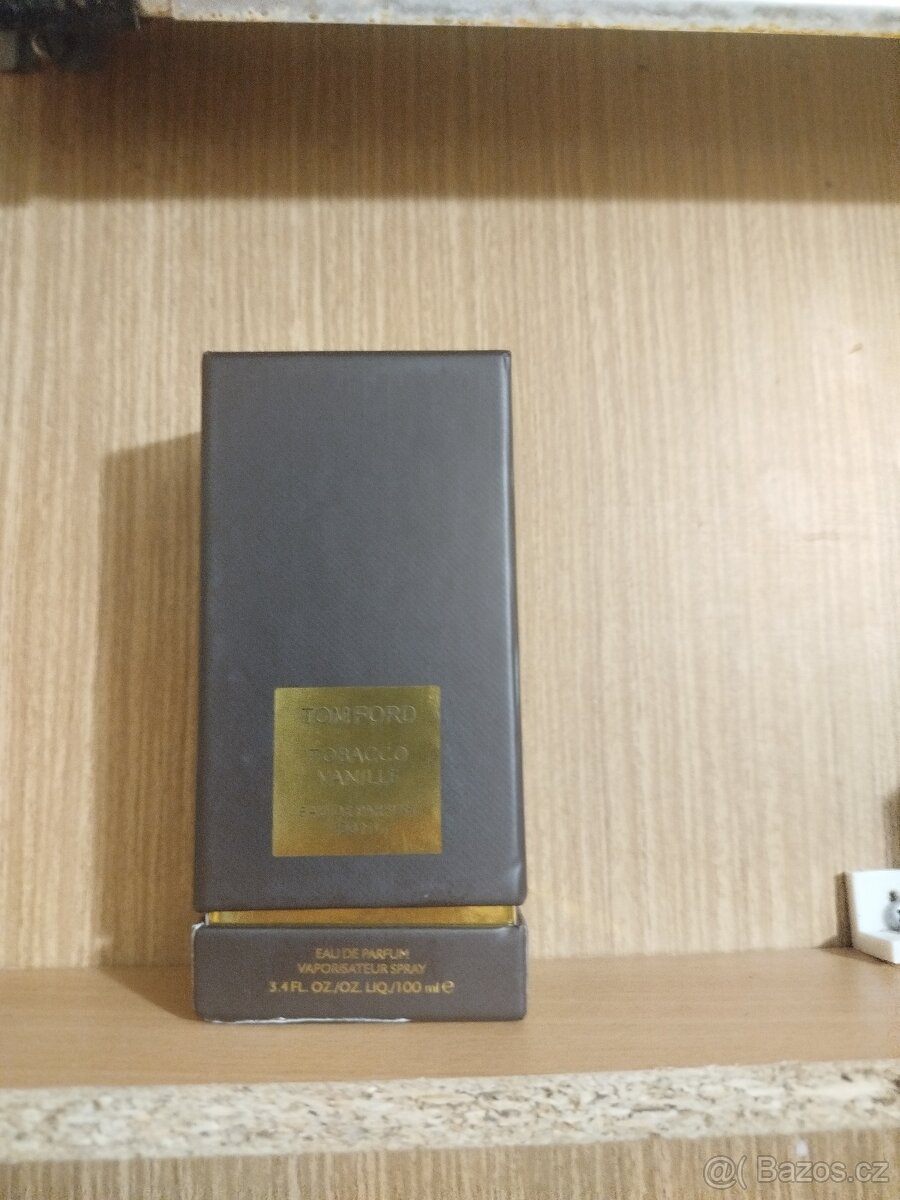 TOM FORD
TOBACCO
VANILLE
EAU DE PARFUM
VAPORISATEUR SPRAY
3.4 FL. OZ./OZ. LIQ./100 ml e
@( Bazos.cz